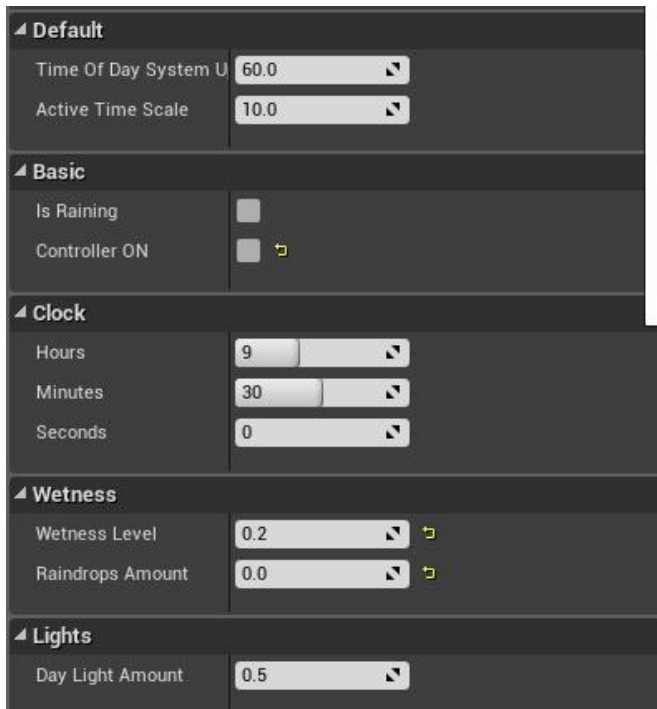 Default
Time Of Day System U 60.0
Active Time Scale 10.0
Basic
Is Raining
Controller ON
Clock
Hours 9
Minutes 30
Seconds 0
Wetness
Wetness Level 0.2
Raindrops Amount 0.0
Lights
Day Light Amount 0.5